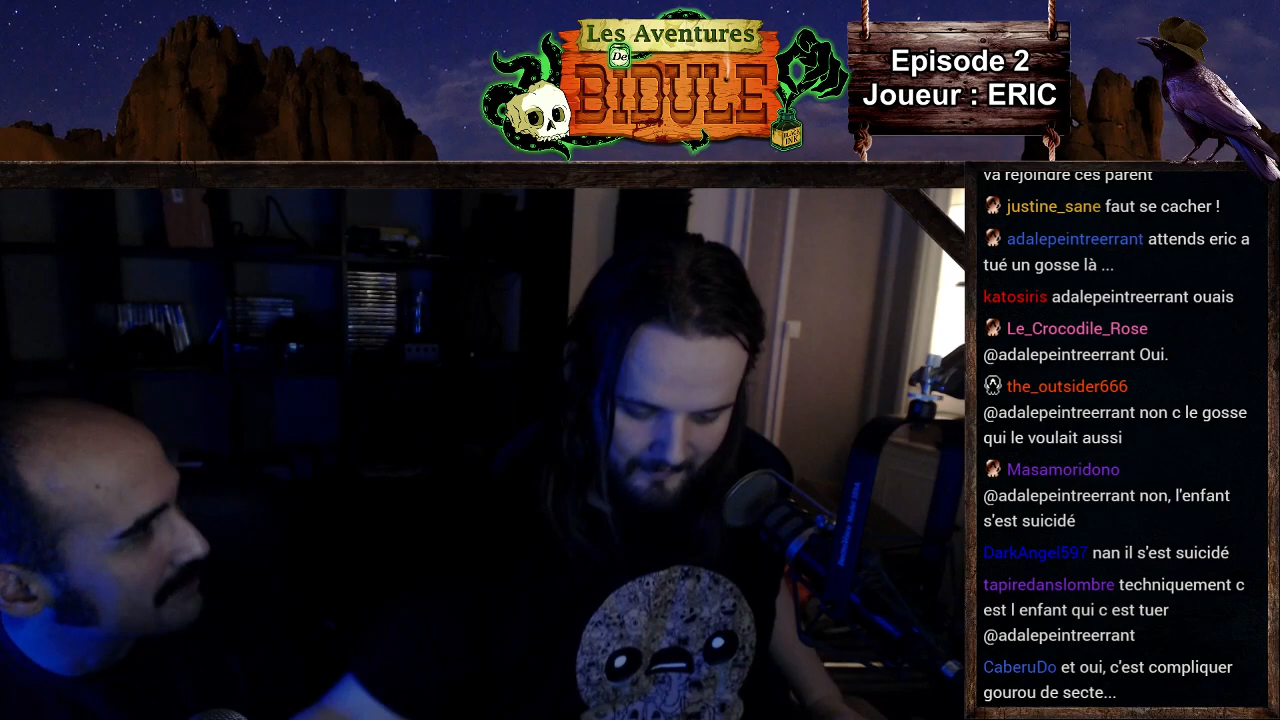 Les Aventures
De
BIDULE
BLACK
INK
Episode 2
Joueur : ERIC
va rejoindre ces parent
justine_sane faut se cacher !
adalepeintreerrant attends eric a
tué un gosse là ...
katosiris adalepeintreerrant ouais
Le_Crocodile_Rose
@adalepeintreerrant Oui.
the_outsider666
@adalepeintreerrant non c le gosse
qui le voulait aussi
Masamoridono
@adalepeintreerrant non, l'enfant
s'est suicidé
DarkAngel597 nan il s'est suicidé
tapiredanslombre techniquement c
est l enfant qui c est tuer
@adalepeintreerrant
CaberuDo et oui, c'est compliquer
gourou de secte...